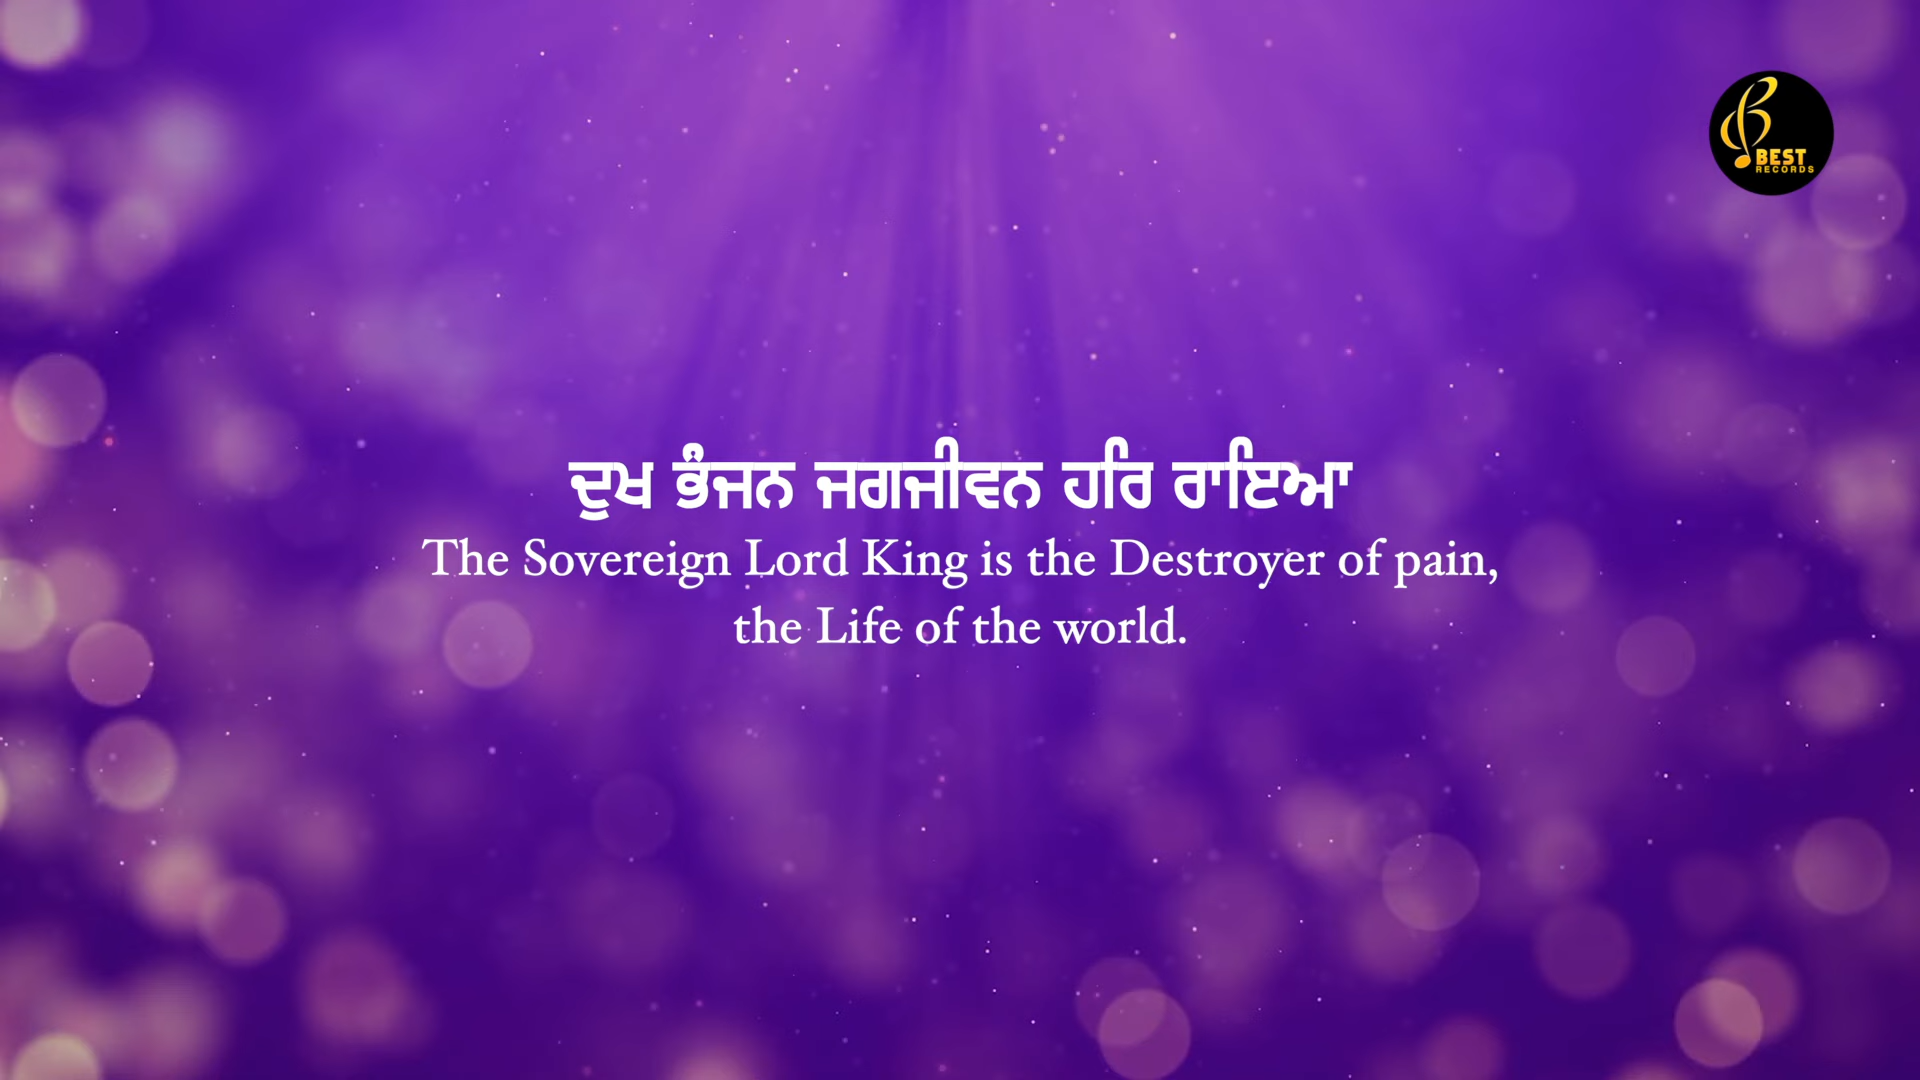 BEST
RECORDS
ਦੁਖ ਭੰਜਨ ਜਗਜੀਵਨ ਹਰਿ ਰਾਇਆ
The Sovereign Lord King is the Destroyer of pain,
the Life of the world.